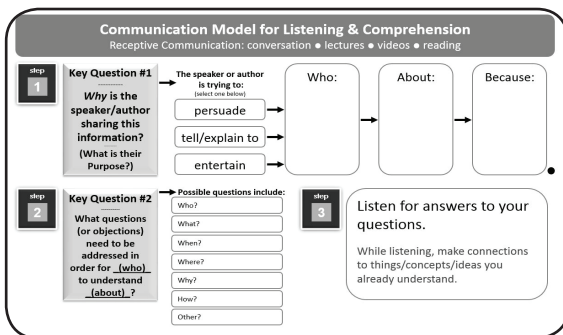 Communication Model for Listening & Comprehension
Receptive Communication: conversation ● lectures ● videos ● reading
step
1
Key Question #1
Why is the
speaker/author
sharing this
information?
(What is their
Purpose?)
The speaker or author
is trying to:
(select one below)
persuade
tell/explain to
entertain
Who:
About:
Because:
step
2
Key Question #2
What questions
(or objections)
need to be
addressed in
order for _(who)_
to understand
_(about)_?
Possible questions include:
Who?
What?
When?
Where?
Why?
How?
Other?
step
3
Listen for answers to your
questions.
While listening, make connections
to things/concepts/ideas you
already understand.